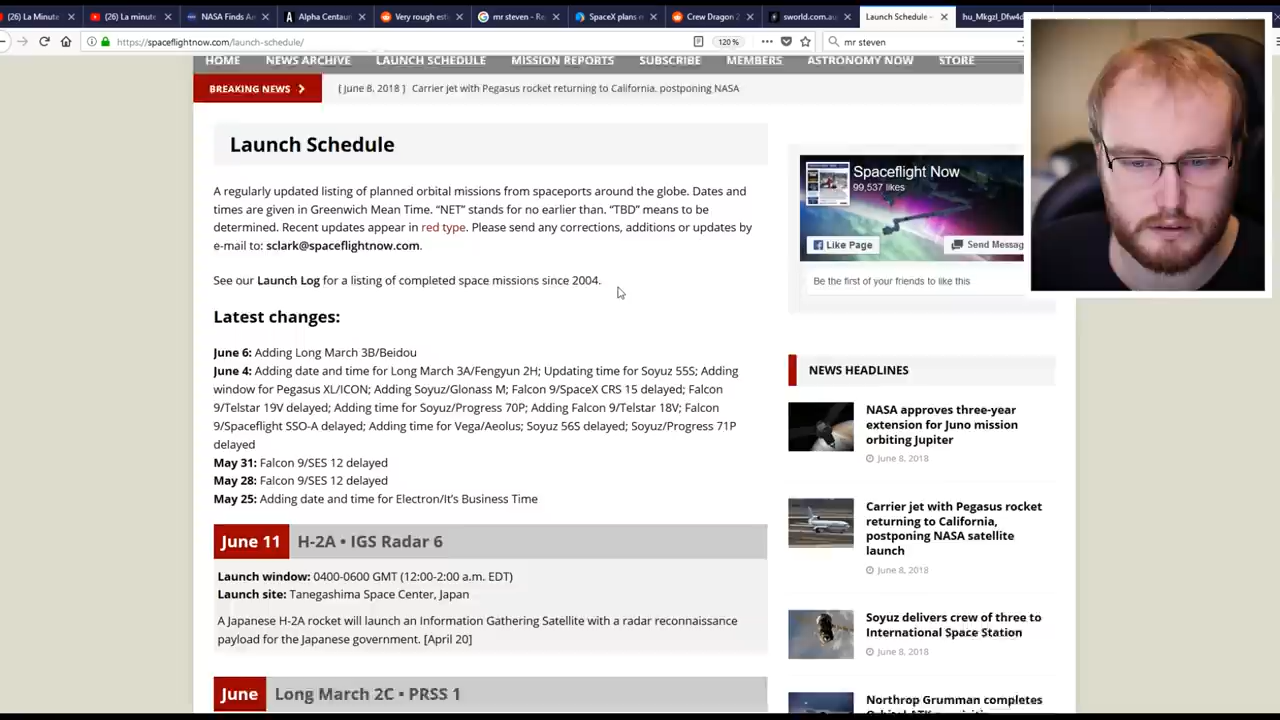 (20) La Minute
(20) La minute
NASA Finds A
Alpha Centaur
Very rough esti
mr steven - Re
SpaceX plans
Crew Dragon 2
sworld.com.au
Launch Schedule -
hu_Mkgzl_Dfw4d
https://spaceflightnow.com/launch-schedule/
120 %
mr steven
HOME NEWS ARCHIVE LAUNCH SCHEDULE MISSION REPORTS SUBSCRIBE MEMBERS ASTRONOMY NOW STORE
BREAKING NEWS [ June 8, 2018 ] Carrier jet with Pegasus rocket returning to California, postponing NASA
Launch Schedule
A regularly updated listing of planned orbital missions from spaceports around the globe. Dates and
times are given in Greenwich Mean Time. “NET” stands for no earlier than. “TBD” means to be
determined. Recent updates appear in red type. Please send any corrections, additions or updates by
e-mail to: sclark@spaceflightnow.com.
See our Launch Log for a listing of completed space missions since 2004.
Latest changes:
June 6: Adding Long March 3B/Beidou
June 4: Adding date and time for Long March 3A/Fengyun 2H; Updating time for Soyuz 55S; Adding
window for Pegasus XL/ICON; Adding Soyuz/Glonass M; Falcon 9/SpaceX CRS 15 delayed; Falcon
9/Telstar 19V delayed; Adding time for Soyuz/Progress 70P; Adding Falcon 9/Telstar 18V; Falcon
9/Spaceflight SSO-A delayed; Adding time for Vega/Aeolus; Soyuz 56S delayed; Soyuz/Progress 71P
delayed
May 31: Falcon 9/SES 12 delayed
May 28: Falcon 9/SES 12 delayed
May 25: Adding date and time for Electron/It’s Business Time
June 11 H-2A • IGS Radar 6
Launch window: 0400-0600 GMT (12:00-2:00 a.m. EDT)
Launch site: Tanegashima Space Center, Japan
A Japanese H-2A rocket will launch an Information Gathering Satellite with a radar reconnaissance
payload for the Japanese government. [April 20]
June Long March 2C • PRSS 1
Spaceflight Now
99,537 likes
Like Page
Send Messag
Be the first of your friends to like this
NEWS HEADLINES
NASA approves three-year
extension for Juno mission
orbiting Jupiter
June 8, 2018
Carrier jet with Pegasus rocket
returning to California,
postponing NASA satellite
launch
June 8, 2018
Soyuz delivers crew of three to
International Space Station
June 8, 2018
Northrop Grumman completes